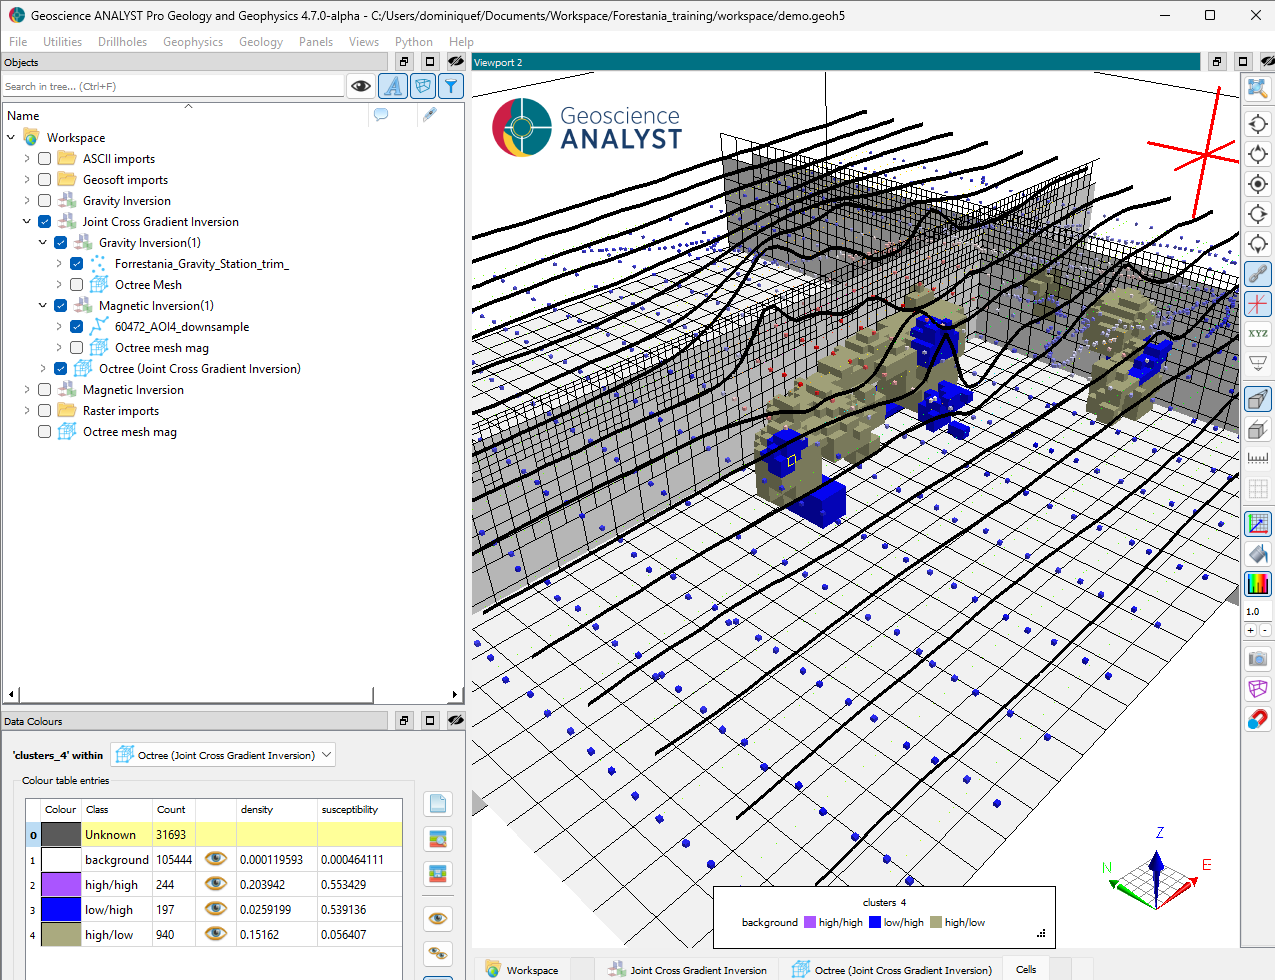 Geoscience ANALYST Pro Geology and Geophysics 4.7.0-alpha - C:/Users/dominiquef/Documents/Workspace/Forestania_training/workspace/demo.geoh5
File Utilities Drillholes Geophysics Geology Panels Views Python Help
Objects
Viewport 2
Search in tree... (Ctrl+F)
A
Name
Workspace
ASCII imports
Geosoft imports
Gravity Inversion
Joint Cross Gradient Inversion
Gravity Inversion(1)
Forrestania_Gravity_Station_trim_
Octree Mesh
Magnetic Inversion(1)
60472_AOI4_downsample
Octree mesh mag
Octree (Joint Cross Gradient Inversion)
Magnetic Inversion
Raster imports
Octree mesh mag
Geoscience
ANALYST
XYZ
1.0
+ -
Data Colours
'clusters_4' within Octree (Joint Cross Gradient Inversion)
Colour table entries
Colour Class Count density susceptibility
0 Unknown 31693
1 background 105444 0.000119593 0.000464111
2 high/high 244 0.203942 0.553429
3 low/high 197 0.0259199 0.539136
4 high/low 940 0.15162 0.056407
Z
N
E
clusters 4
background high/high low/high high/low
Workspace Joint Cross Gradient Inversion Octree (Joint Cross Gradient Inversion) Cells